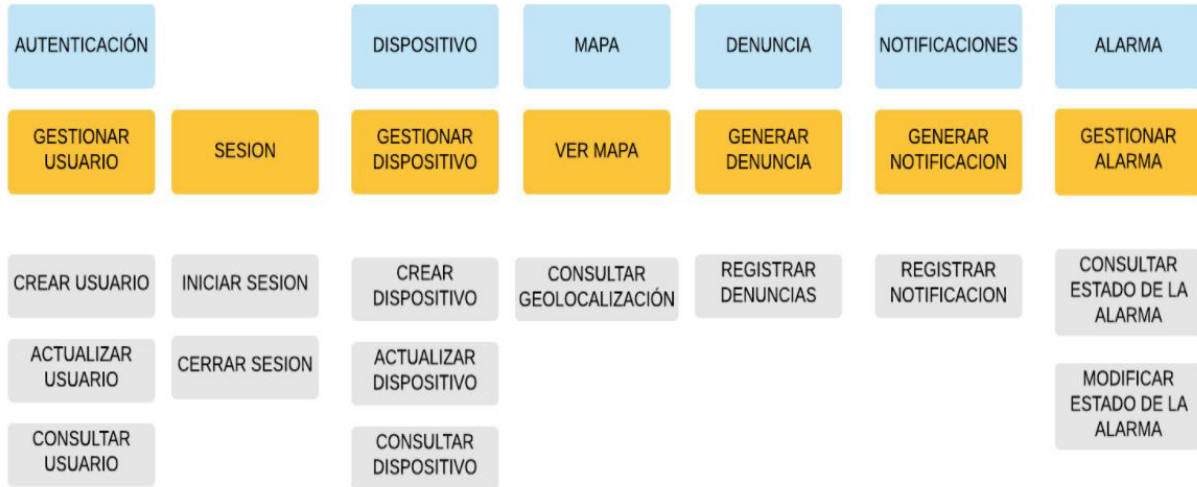 AUTENTICACIÓN
DISPOSITIVO
MAPA
DENUNCIA
NOTIFICACIONES
ALARMA
GESTIONAR
USUARIO
SESION
GESTIONAR
DISPOSITIVO
VER MAPA
GENERAR
DENUNCIA
GENERAR
NOTIFICACION
GESTIONAR
ALARMA
CREAR USUARIO
INICIAR SESION
CREAR
DISPOSITIVO
CONSULTAR
GEOLOCALIZACIÓN
REGISTRAR
DENUNCIAS
REGISTRAR
NOTIFICACION
CONSULTAR
ESTADO DE LA
ALARMA
ACTUALIZAR
USUARIO
CERRAR SESION
ACTUALIZAR
DISPOSITIVO
MODIFICAR
ESTADO DE LA
ALARMA
CONSULTAR
USUARIO
CONSULTAR
DISPOSITIVO